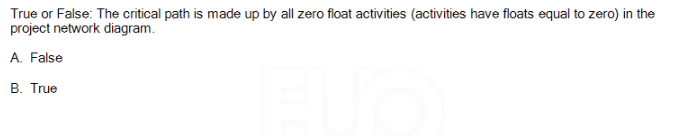 True or False: The critical path is made up by all zero float activities (activities have floats equal to zero) in the
project network diagram.
A. False
B. True